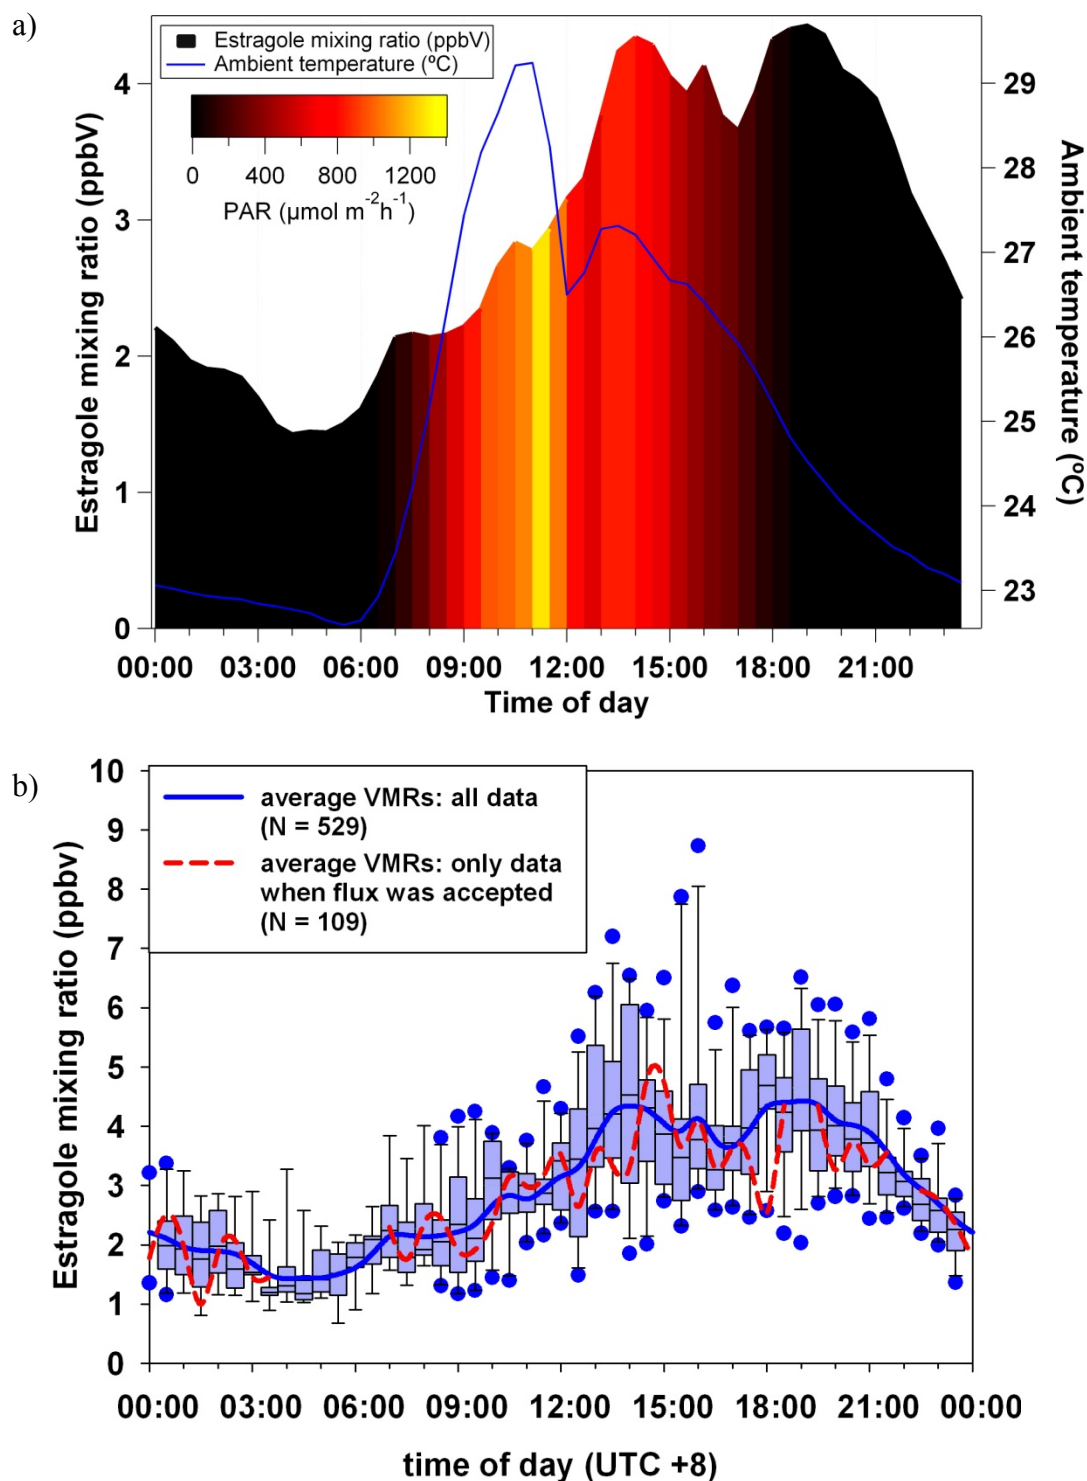 a)
Estragole mixing ratio (ppbV)
Ambient temperature (ºC)
0 400 800 1200
PAR (µmol m⁻²h⁻¹)
Estragole mixing ratio (ppbV)
4
3
2
1
0
29
28
27
26
25
24
23
Ambient temperature (ºC)
00:00 03:00 06:00 09:00 12:00 15:00 18:00 21:00
Time of day
b)
average VMRs: all data
(N = 529)
average VMRs: only data
when flux was accepted
(N = 109)
Estragole mixing ratio (ppbv)
10
9
8
7
6
5
4
3
2
1
0
00:00 03:00 06:00 09:00 12:00 15:00 18:00 21:00 00:00
time of day (UTC +8)